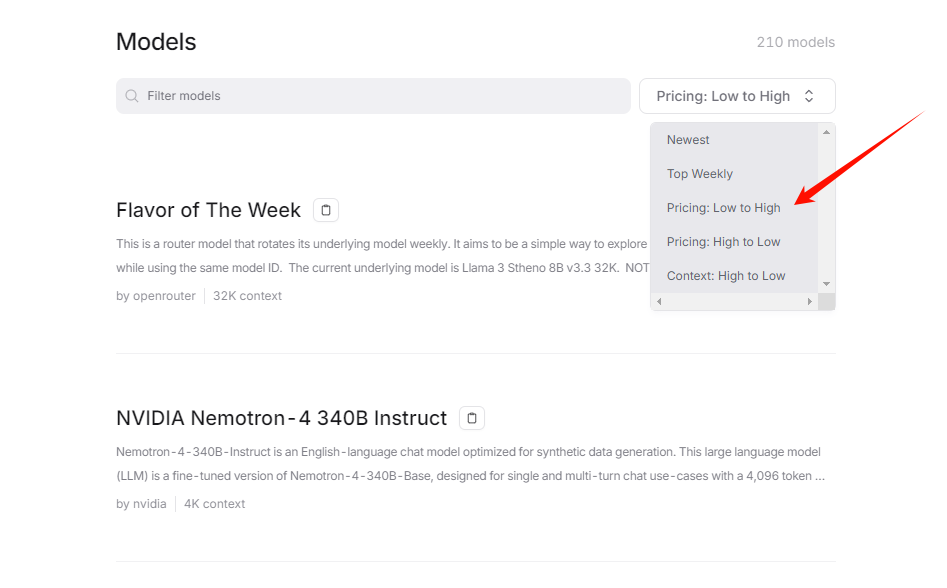 Models
210 models
Filter models
Pricing: Low to High
Newest
Top Weekly
Pricing: Low to High
Pricing: High to Low
Context: High to Low
Flavor of The Week
This is a router model that rotates its underlying model weekly. It aims to be a simple way to explore
while using the same model ID. The current underlying model is Llama 3 Stheno 8B v3.3 32K. NOT
by openrouter
32K context
NVIDIA Nemotron-4 340B Instruct
Nemotron-4-340B-Instruct is an English-language chat model optimized for synthetic data generation. This large language model
(LLM) is a fine-tuned version of Nemotron-4-340B-Base, designed for single and multi-turn chat use-cases with a 4,096 token ...
by nvidia
4K context